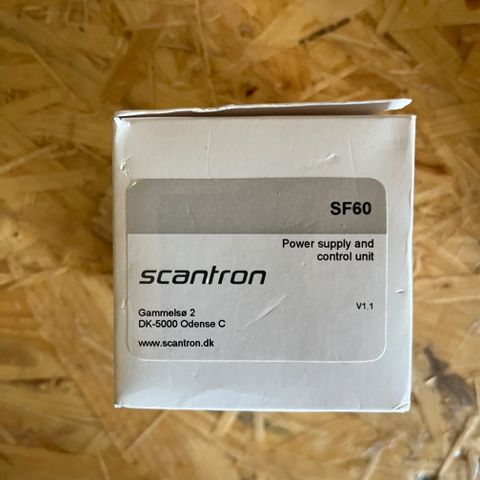 SF60
Power supply and
control unit
scantron
V1.1
Gammelsø 2
DK-5000 Odense C
www.scantron.dk